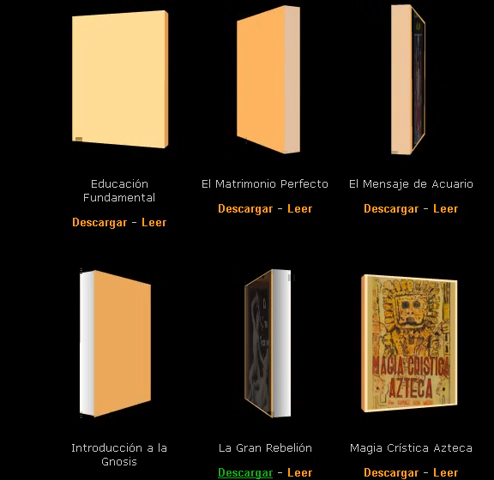 Educación
Fundamental
Descargar - Leer
El Matrimonio Perfecto
Descargar - Leer
El Mensaje de Acuario
Descargar - Leer
MAGIA CRISTICA
AZTECA
Introducción a la
Gnosis
La Gran Rebelión
Descargar - Leer
Magia Crística Azteca
Descargar - Leer